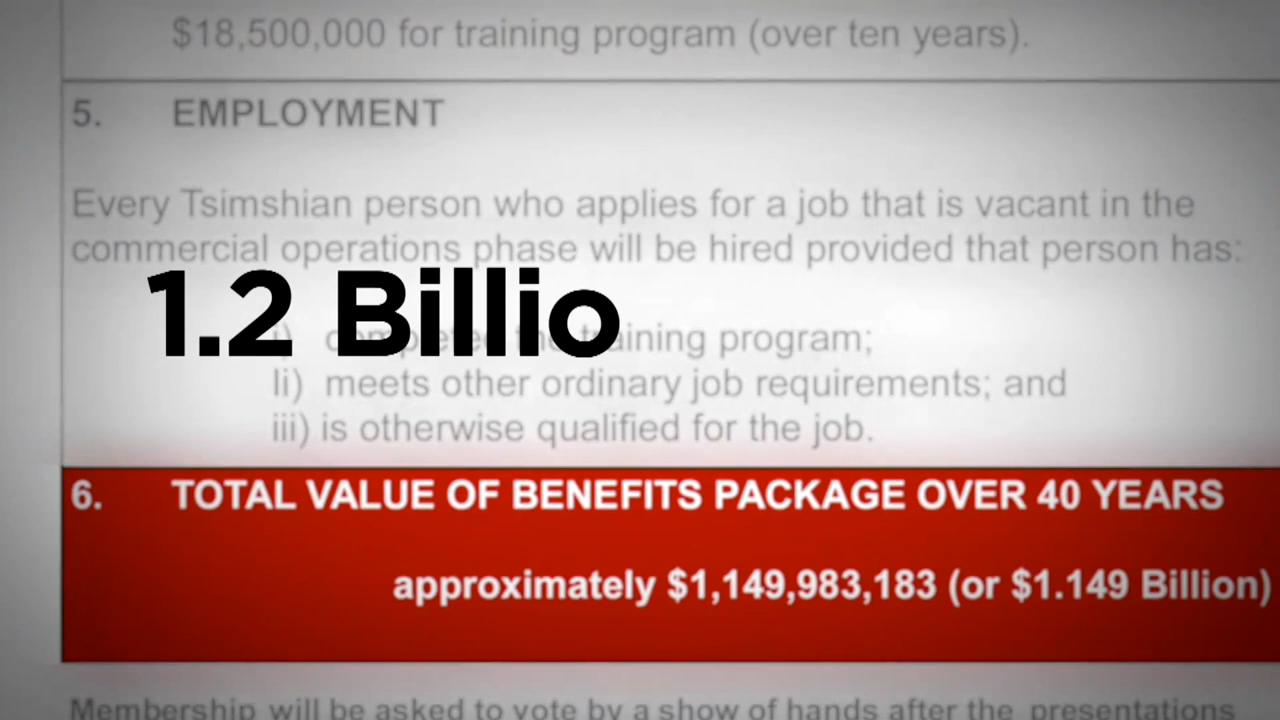 $18,500,000 for training program (over ten years).
5. EMPLOYMENT
Every Tsimshian person who applies for a job that is vacant in the
commercial operations phase will be hired provided that person has:
1.2 Billio
i) completed the training program;
Ii) meets other ordinary job requirements; and
iii) is otherwise qualified for the job.
6. TOTAL VALUE OF BENEFITS PACKAGE OVER 40 YEARS
approximately $1,149,983,183 (or $1.149 Billion)
Membership will be asked to vote by a show of hands after the presentations